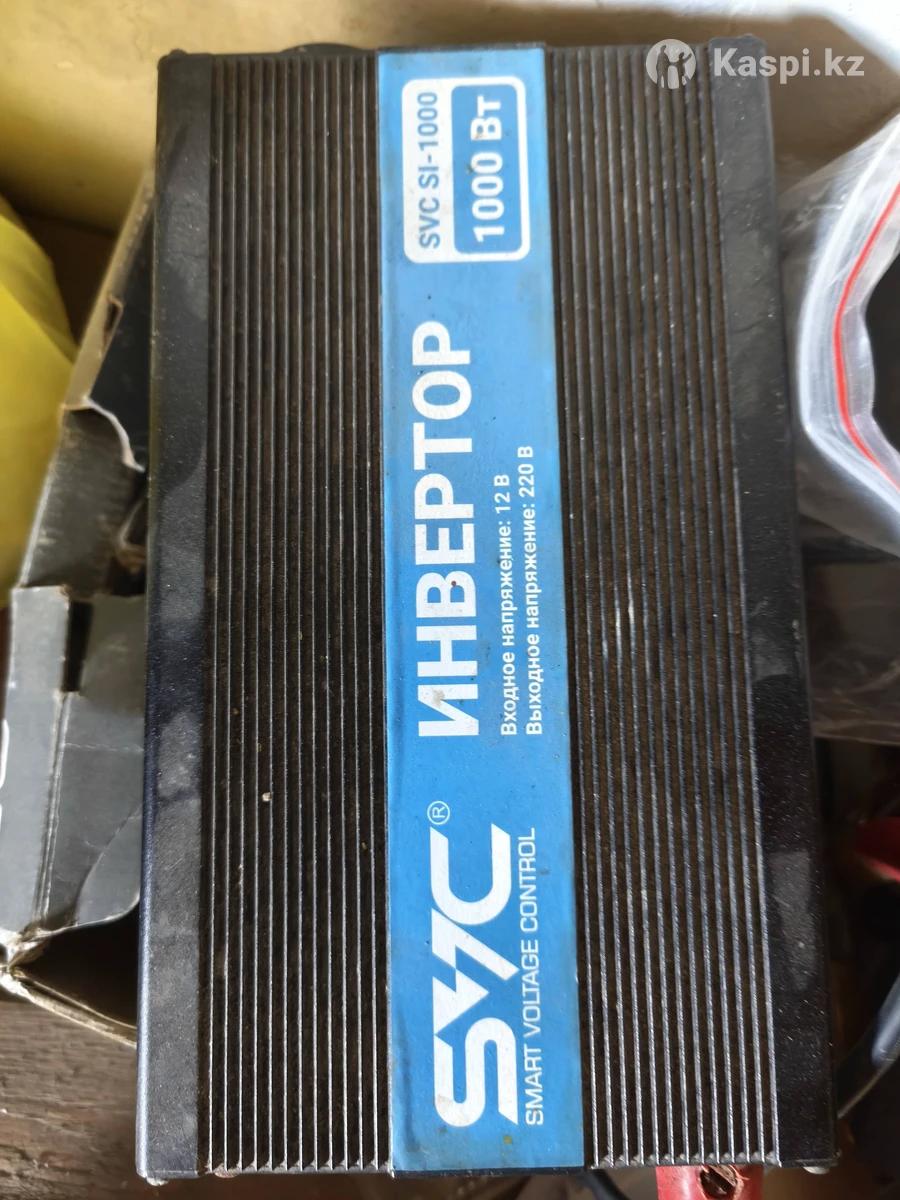 Kaspi.kz
SVC SI-1000
1000 Вт
ИНВЕРТОР
Входное напряжение: 12 В
Выходное напряжение: 220 В
SVC®
SMART VOLTAGE CONTROL